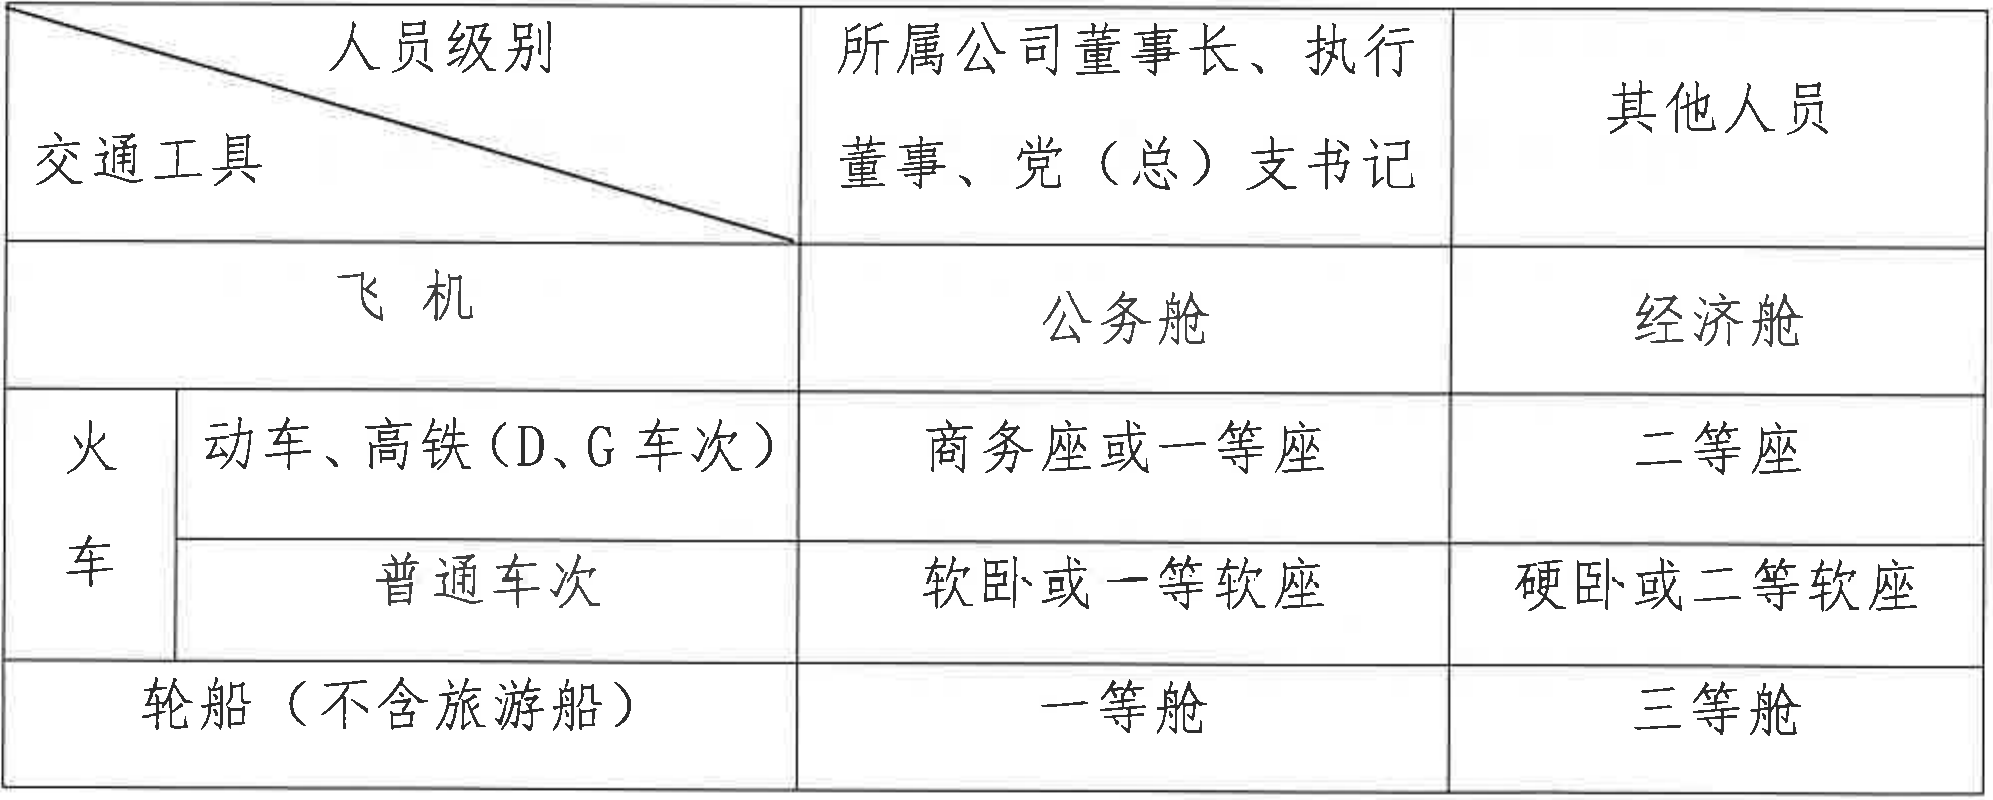 人员级别
交通工具
所属公司董事长、执行
董事、党（总）支书记
其他人员
飞 机
公务舱
经济舱
火
车
动车、高铁（D、G 车次）
商务座或一等座
二等座
普通车次
软卧或一等软座
硬卧或二等软座
轮船（不含旅游船）
一等舱
三等舱